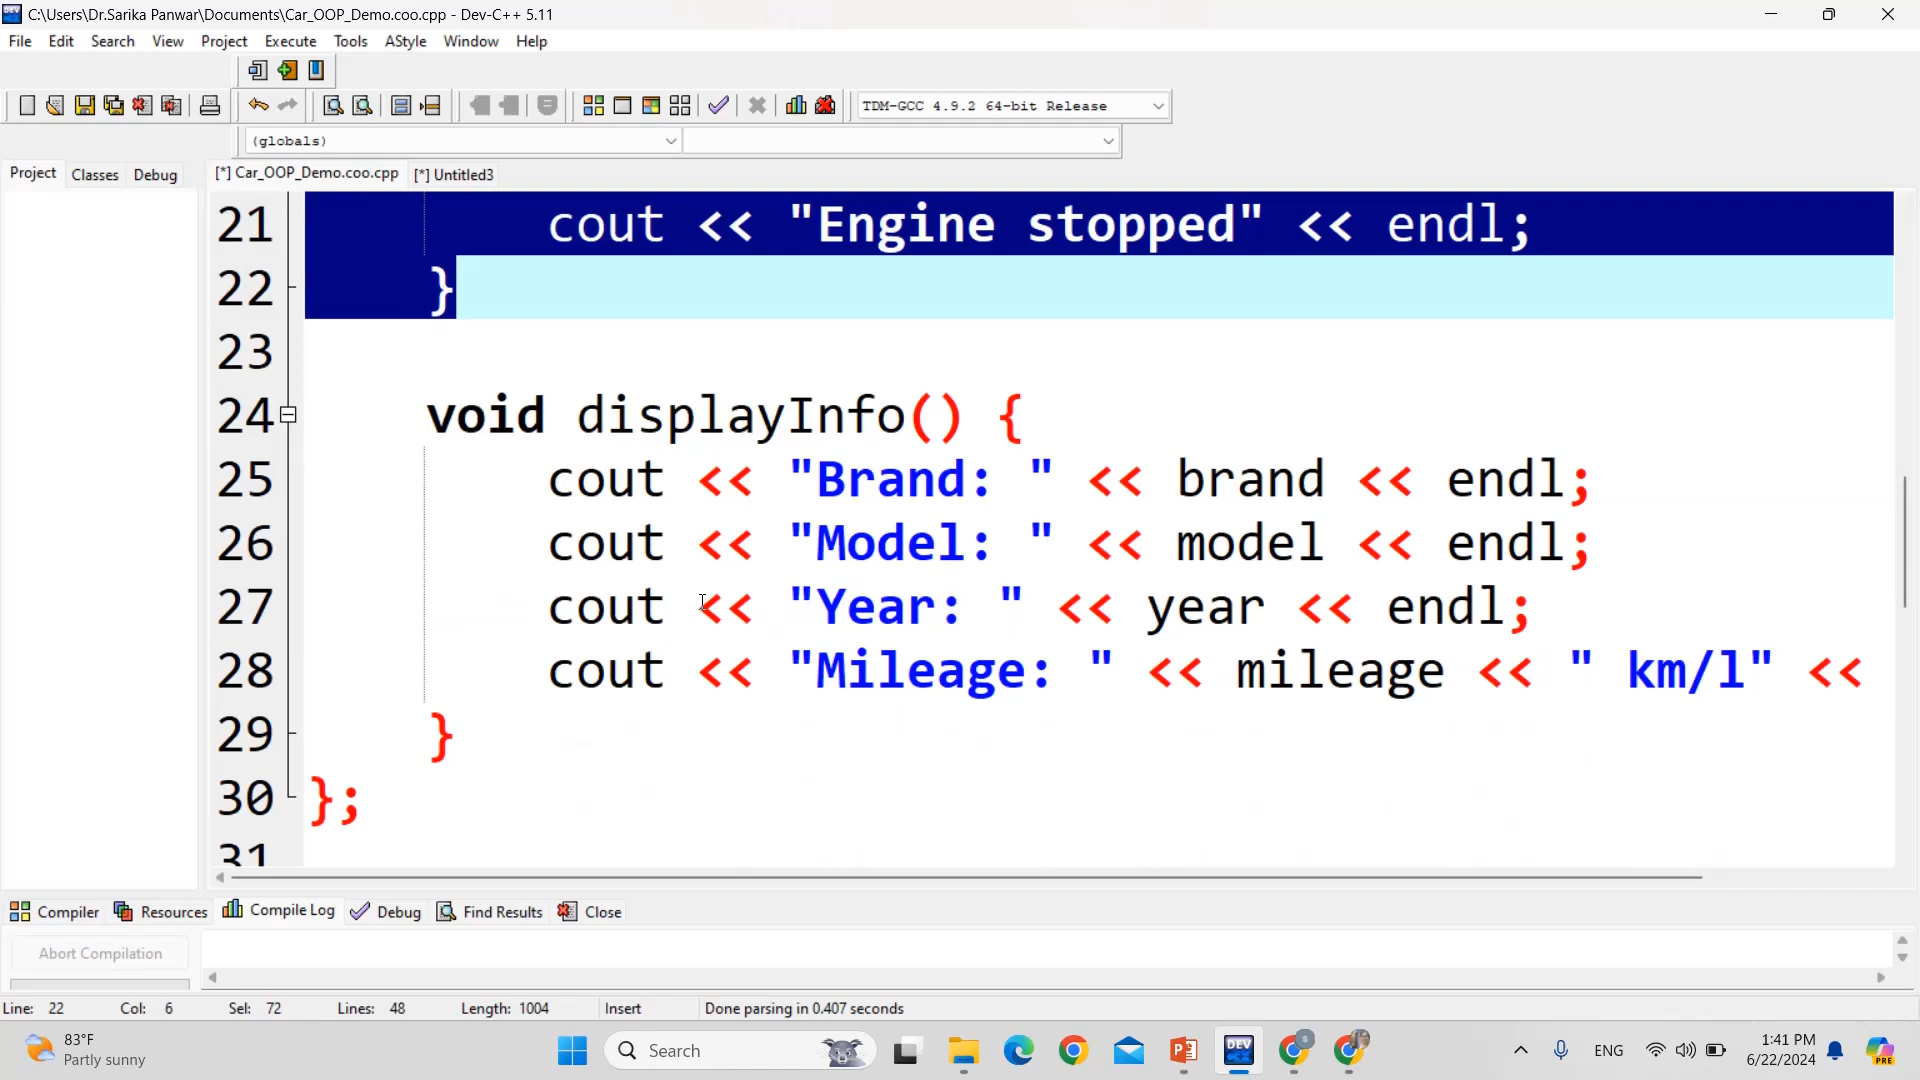 C:\Users\Dr.Sarika Panwar\Documents\Car_OOP_Demo.coo.cpp - Dev-C++ 5.11
File Edit Search View Project Execute Tools AStyle Window Help
TDM-GCC 4.9.2 64-bit Release
(globals)
Project Classes Debug [*] Car_OOP_Demo.coo.cpp [*] Untitled3
21 cout << "Engine stopped" << endl;
22 }
23
24 void displayInfo() {
25 cout << "Brand: " << brand << endl;
26 cout << "Model: " << model << endl;
27 cout << "Year: " << year << endl;
28 cout << "Mileage: " << mileage << " km/l" <<
29 }
30 };
31
Compiler Resources Compile Log Debug Find Results Close
Abort Compilation
Line: 22 Col: 6 Sel: 72 Lines: 48 Length: 1004 Insert Done parsing in 0.407 seconds
83°F
Partly sunny
Search
DEV
ENG
1:41 PM
6/22/2024
PRE